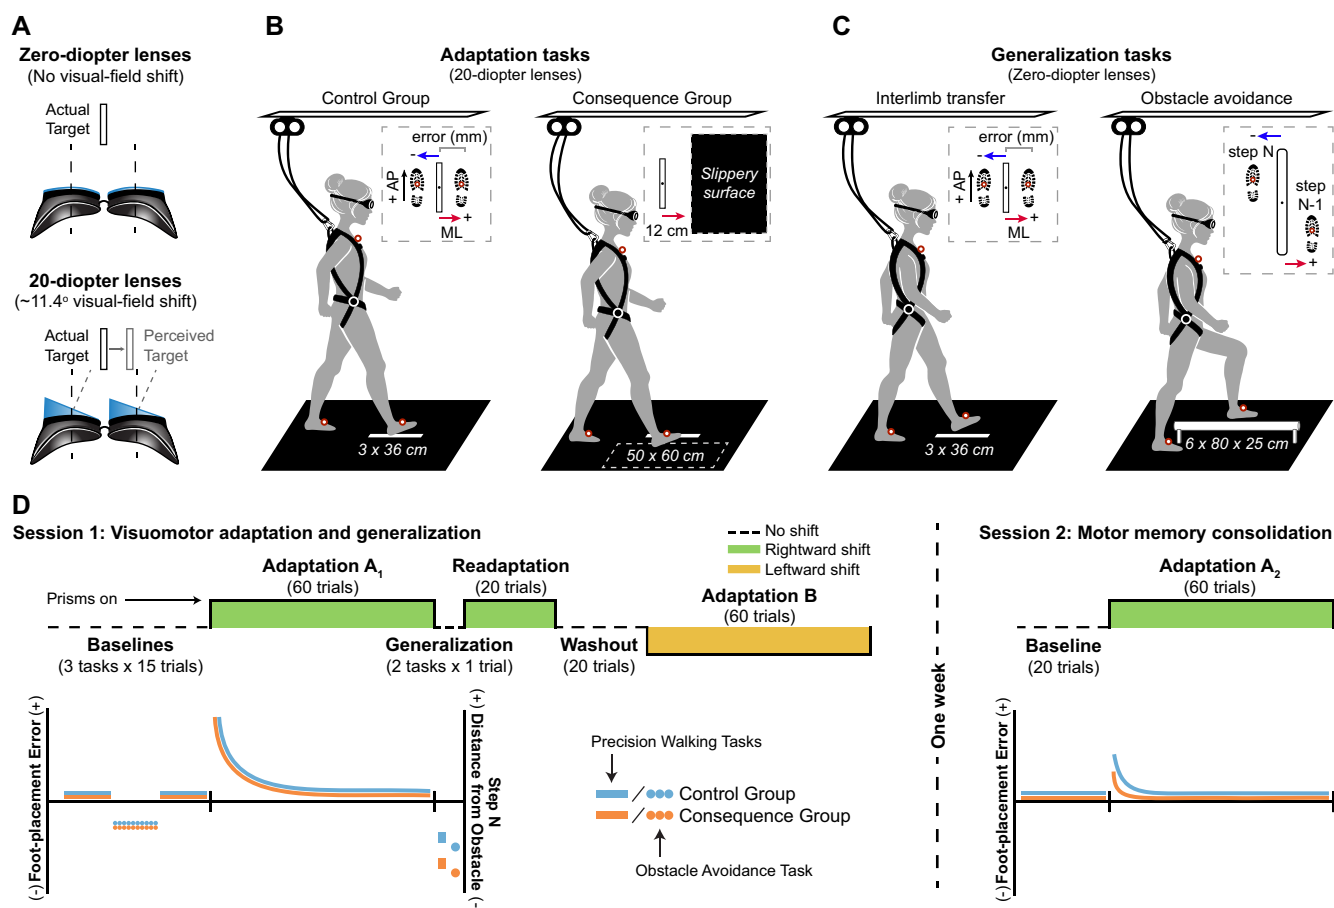 A
Zero-diopter lenses
(No visual-field shift)
Actual
Target
20-diopter lenses
(~11.4° visual-field shift)
Actual
Target
Perceived
Target
B
Adaptation tasks
(20-diopter lenses)
Control Group
error (mm)
-
+ AP
+
ML
3 x 36 cm
Consequence Group
Slippery
surface
12 cm
50 x 60 cm
C
Generalization tasks
(Zero-diopter lenses)
Interlimb transfer
error (mm)
-
+ AP
+
ML
3 x 36 cm
Obstacle avoidance
-
step N
step
N-1
+
6 x 80 x 25 cm
D
Session 1: Visuomotor adaptation and generalization
No shift
Rightward shift
Leftward shift
Prisms on
Baselines
(3 tasks x 15 trials)
Adaptation A1
(60 trials)
Generalization
(2 tasks x 1 trial)
Readaptation
(20 trials)
Washout
(20 trials)
Adaptation B
(60 trials)
One week
Session 2: Motor memory consolidation
Baseline
(20 trials)
Adaptation A2
(60 trials)
(-) Foot-placement Error (+)
Step N
(+) Distance from Obstacle (-)
Precision Walking Tasks
/ Control Group
/ Consequence Group
Obstacle Avoidance Task
(-) Foot-placement Error (+)